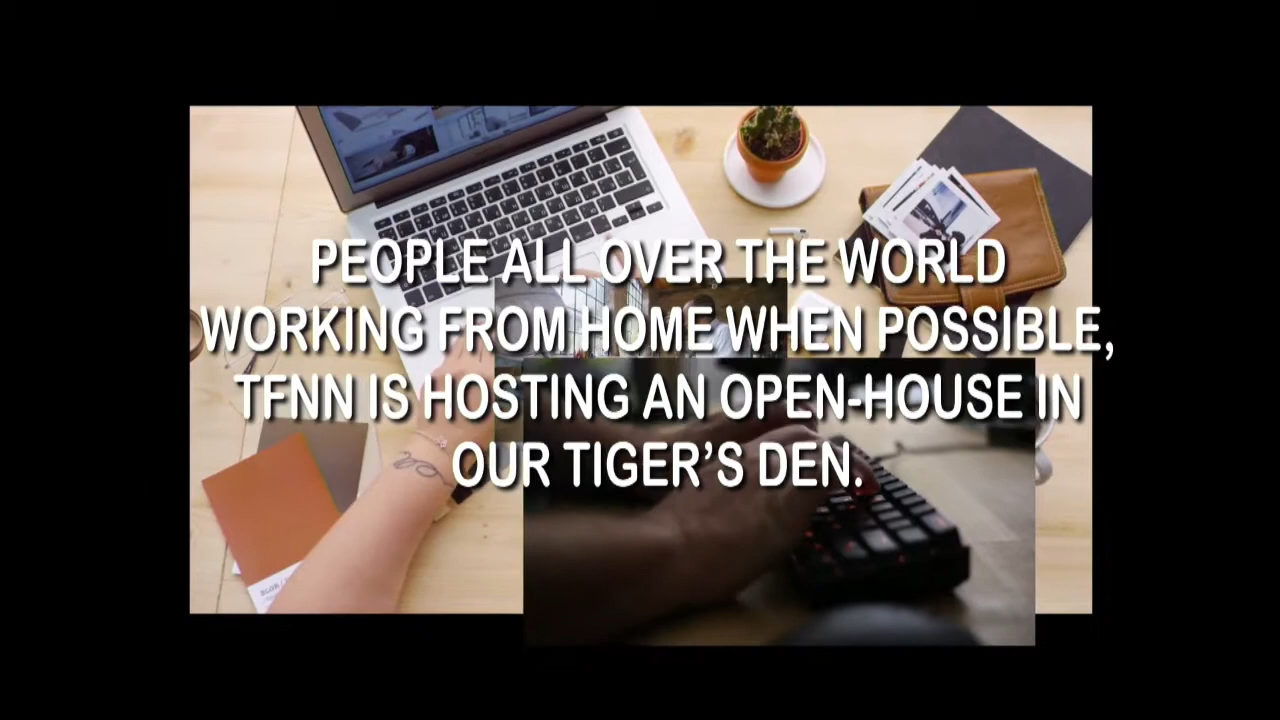 PEOPLE ALL OVER THE WORLD
WORKING FROM HOME WHEN POSSIBLE,
TFNN IS HOSTING AN OPEN-HOUSE IN
OUR TIGER’S DEN.